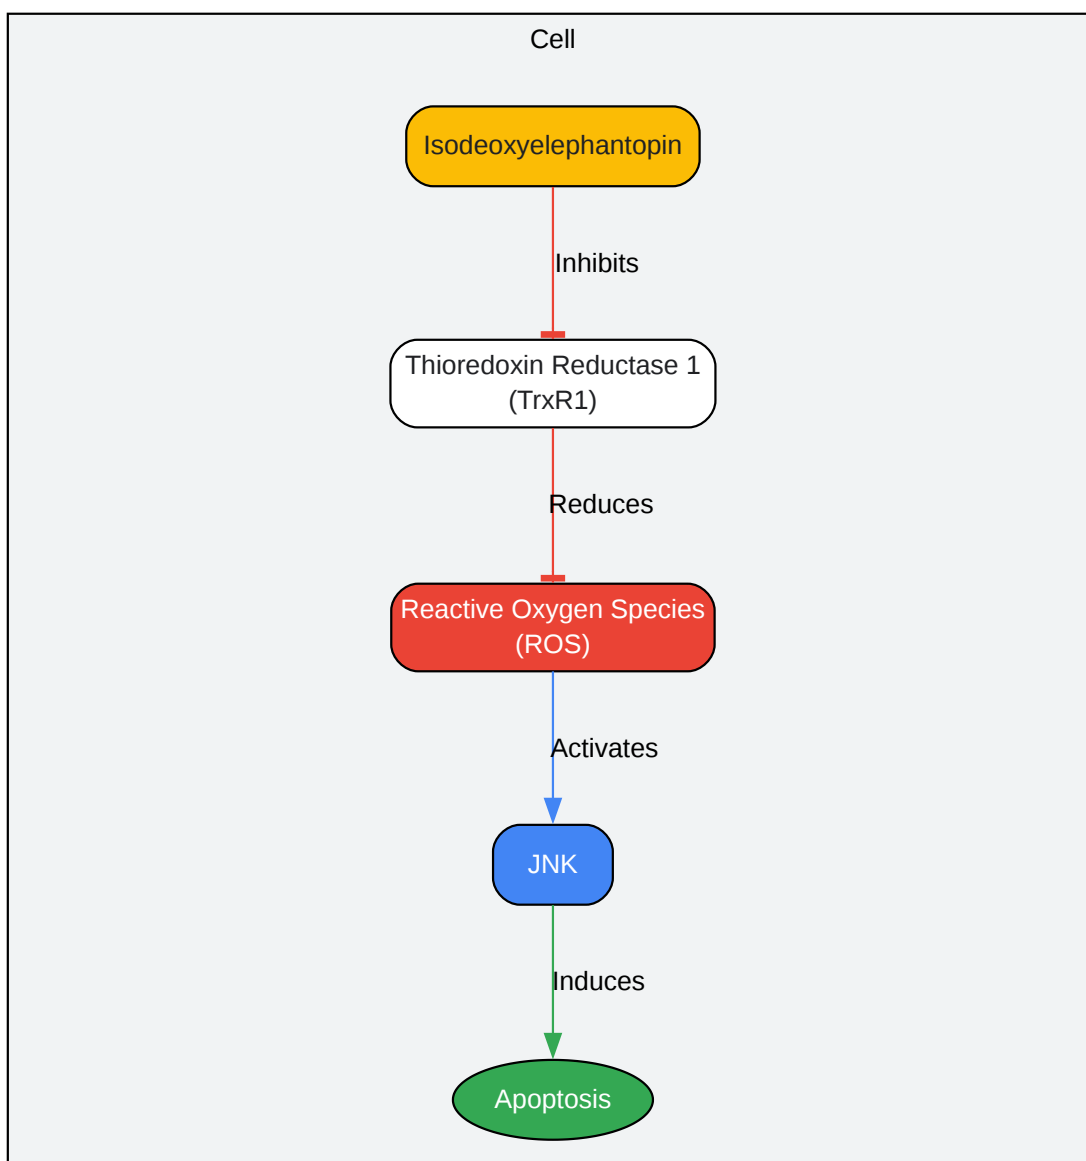 Cell
Isodeoxyelephantopin
Inhibits
Thioredoxin Reductase 1
(TrxR1)
Reduces
Reactive Oxygen Species
(ROS)
Activates
JNK
Induces
Apoptosis